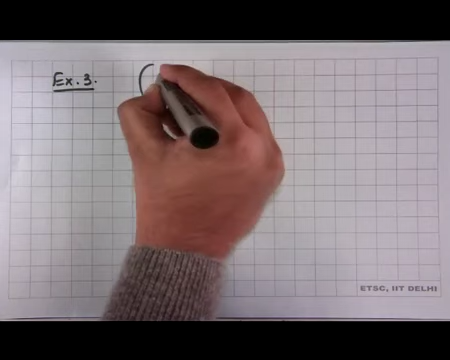 Ex. 3. (
ETSC, IIT DELHI